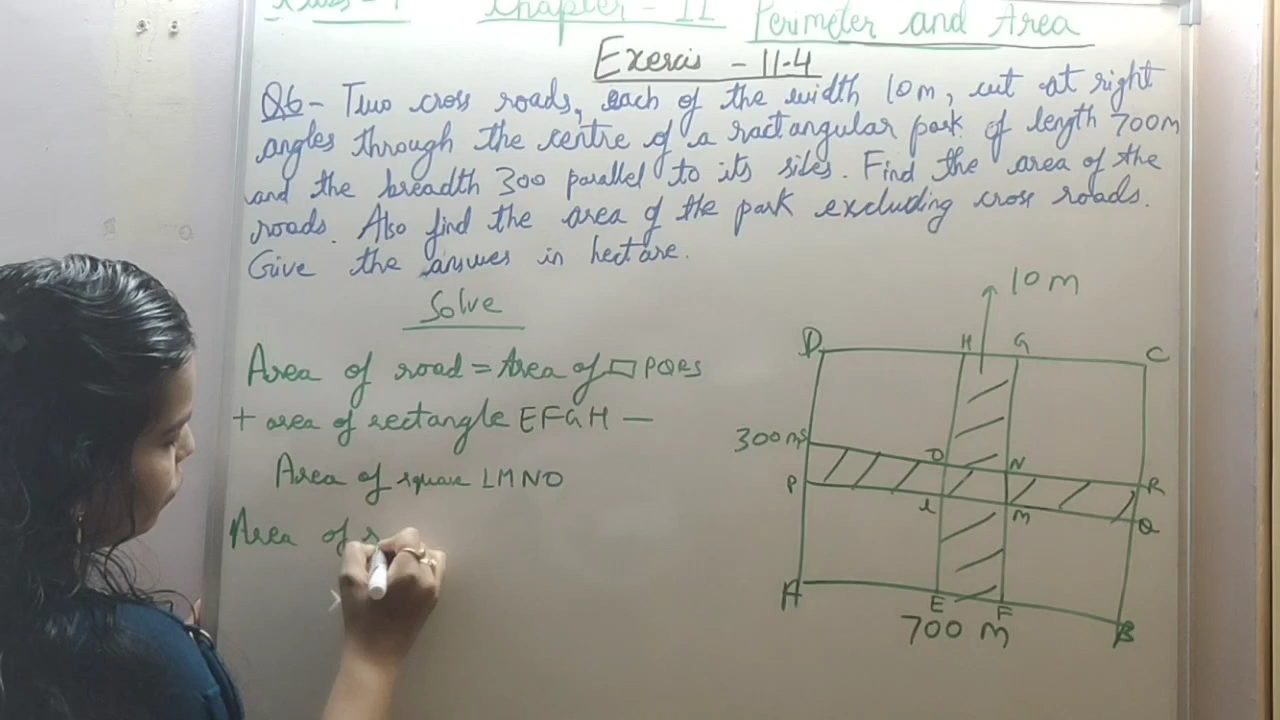 Chapter - 11 Perimeter and Area
Exercis - 11.4
Q6- Two cross roads, each of the width 10m, cut at right
angles through the centre of a ractangular park of length 700m
and the breadth 300 parallel to its sides. Find the area of the
roads. Also find the area of the park excluding cross roads.
Give the answer in hectare.
Solve
Area of road = Area of ▭ PQRS
+ area of rectangle EFGH —
Area of square LMNO
Area of
10 m
D H G C
300 m S
O N R
P L M Q
A E F B
700 m